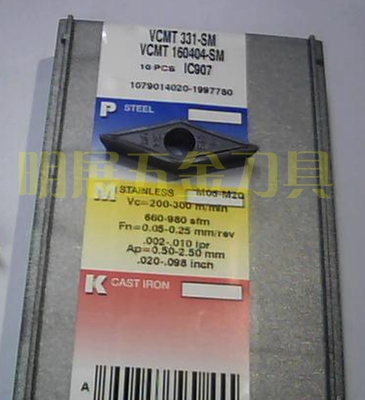 VCMT 331-SM
VCMT 160404-SM
10 PCS IC907
1079014020-1997780
P STEEL
明展五金刀具
M STAINLESS M05-M20
Vc=200-300 m/min
660-980 sfm
Fn=0.05-0.25 mm/rev
.002-.010 ipr
Ap=0.50-2.50 mm
.020-.098 inch
K CAST IRON
A